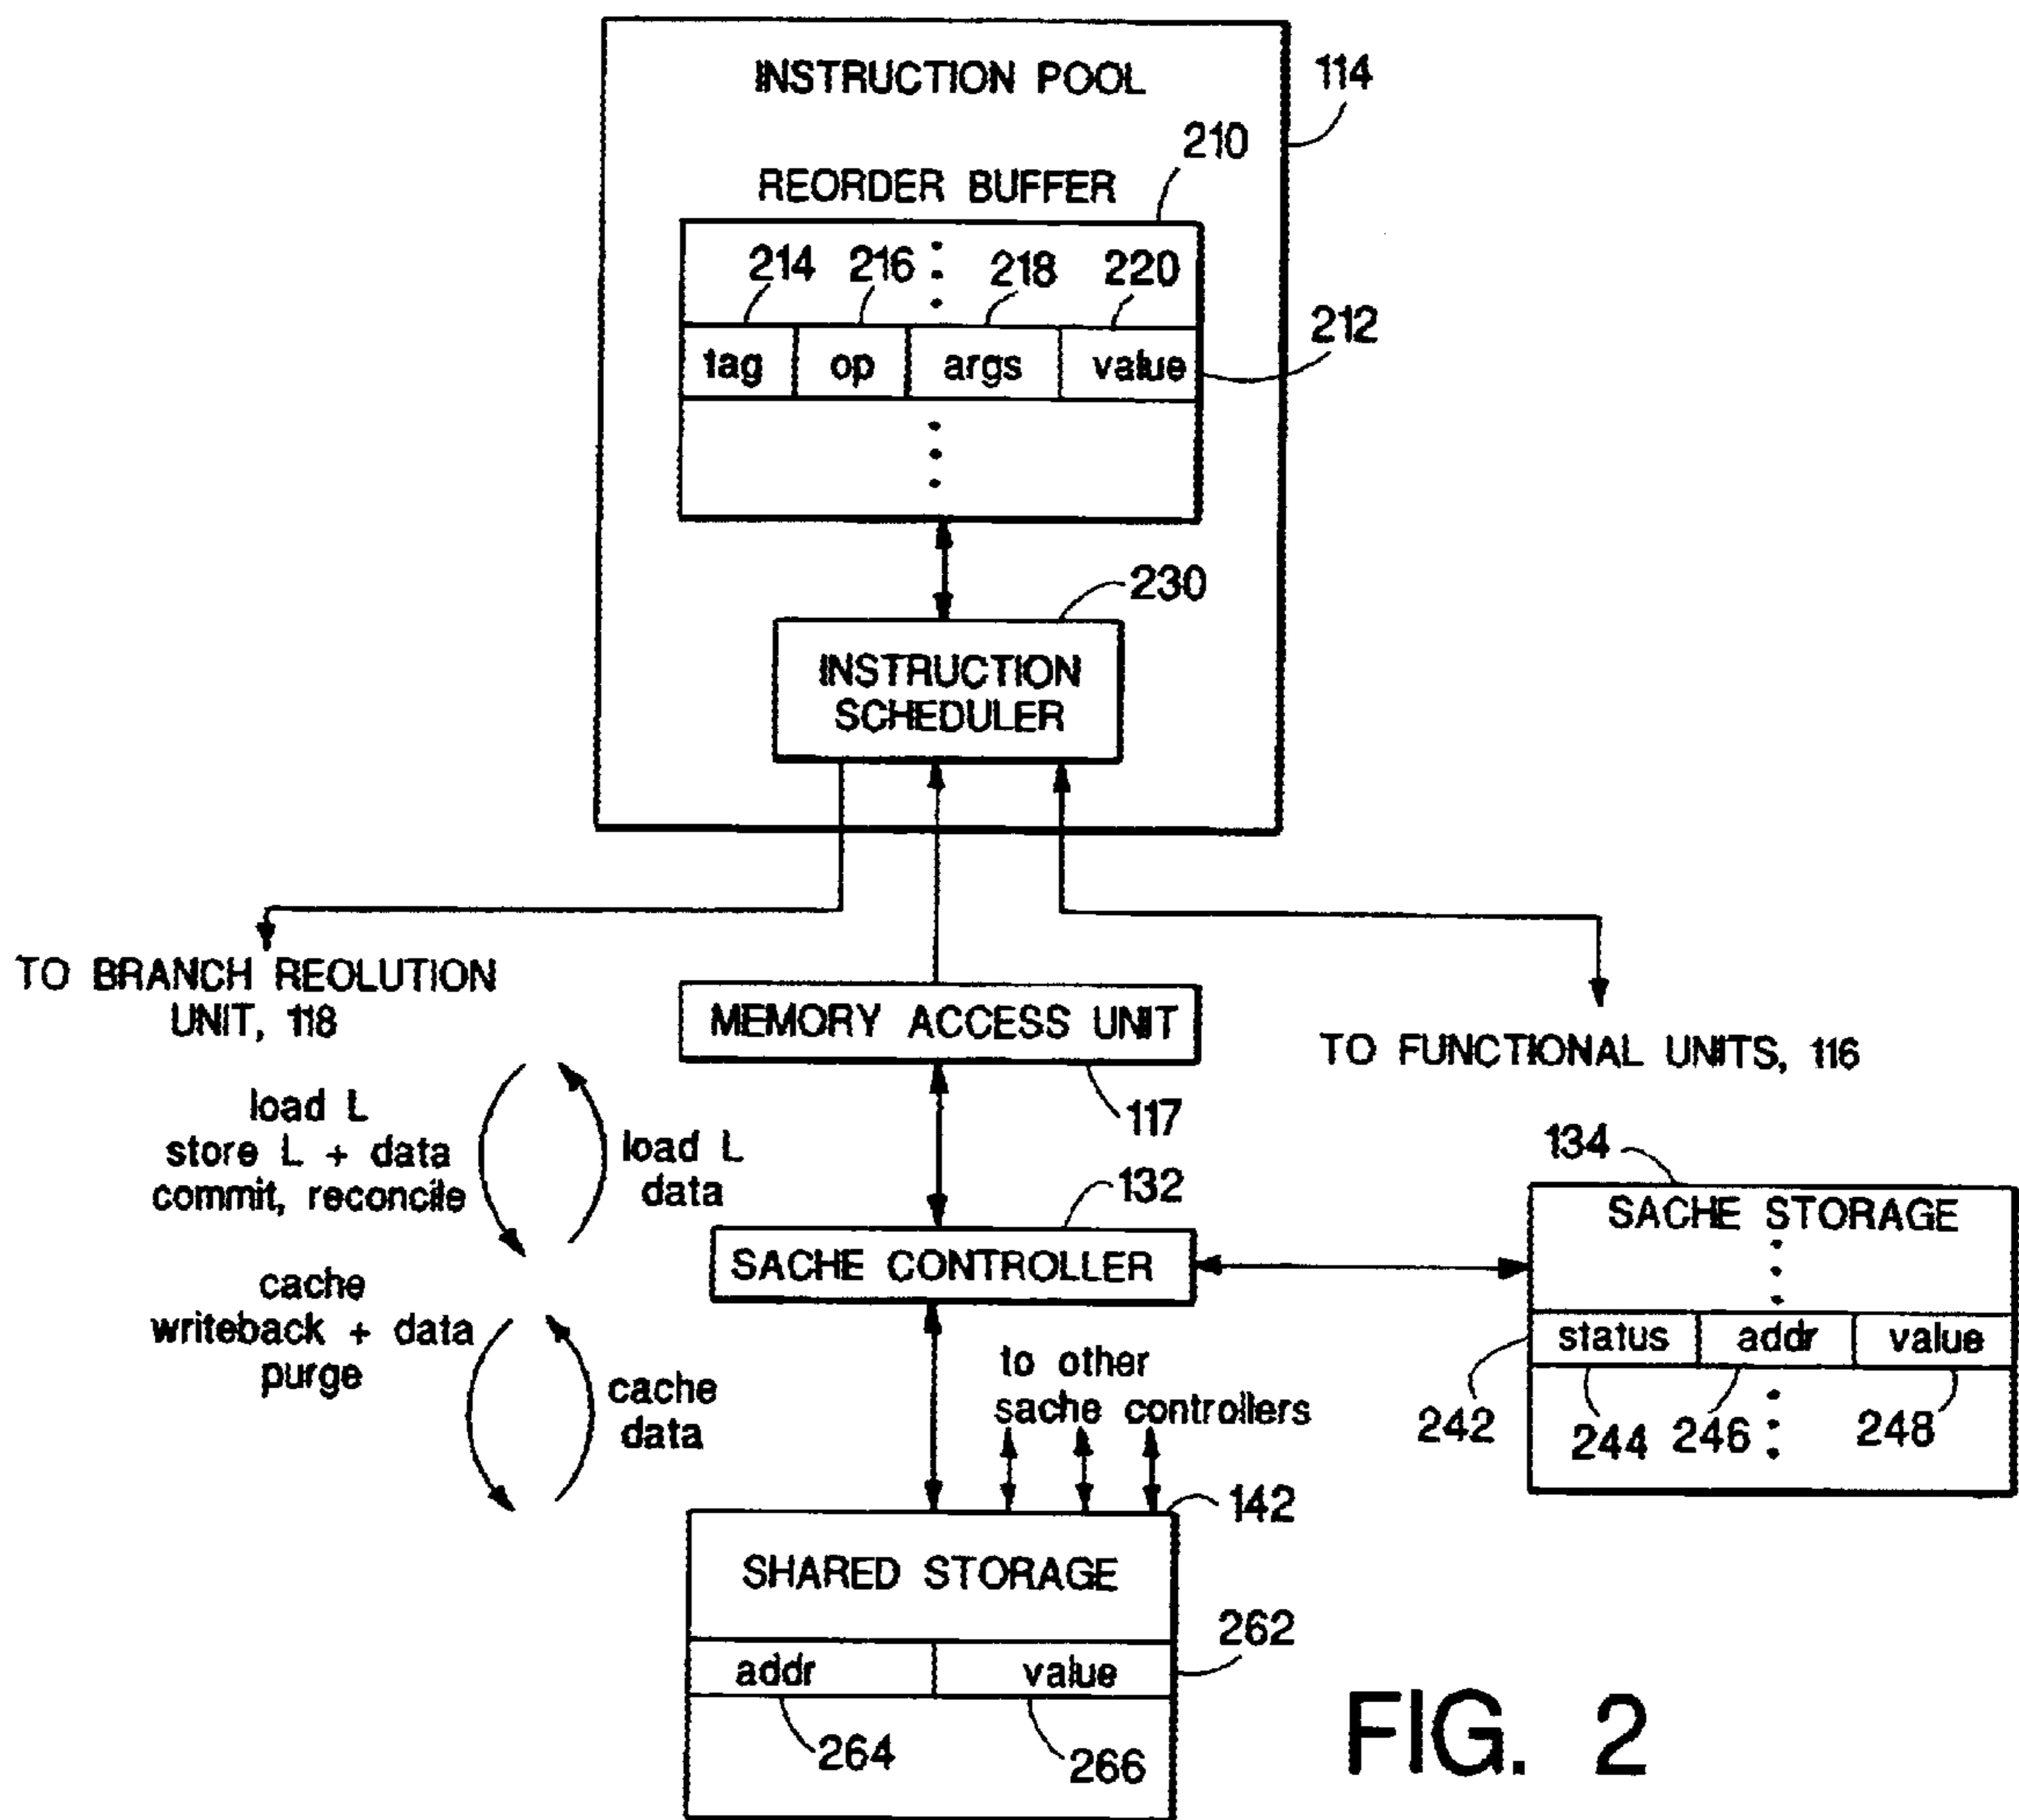 INSTRUCTION POOL
114
210
REORDER BUFFER
214 216 218 220
212
tag op args value
230
INSTRUCTION
SCHEDULER
TO BRANCH REOLUTION
UNIT, 118
MEMORY ACCESS UNIT
TO FUNCTIONAL UNITS, 116
117
load L
store L + data
commit, reconcile
load L
data
132
134
SACHE STORAGE
SACHE CONTROLLER
cache
writeback + data
purge
status addr value
to other
sache controllers
cache
data
242 244 246 248
142
SHARED STORAGE
262
addr value
264 266
FIG. 2